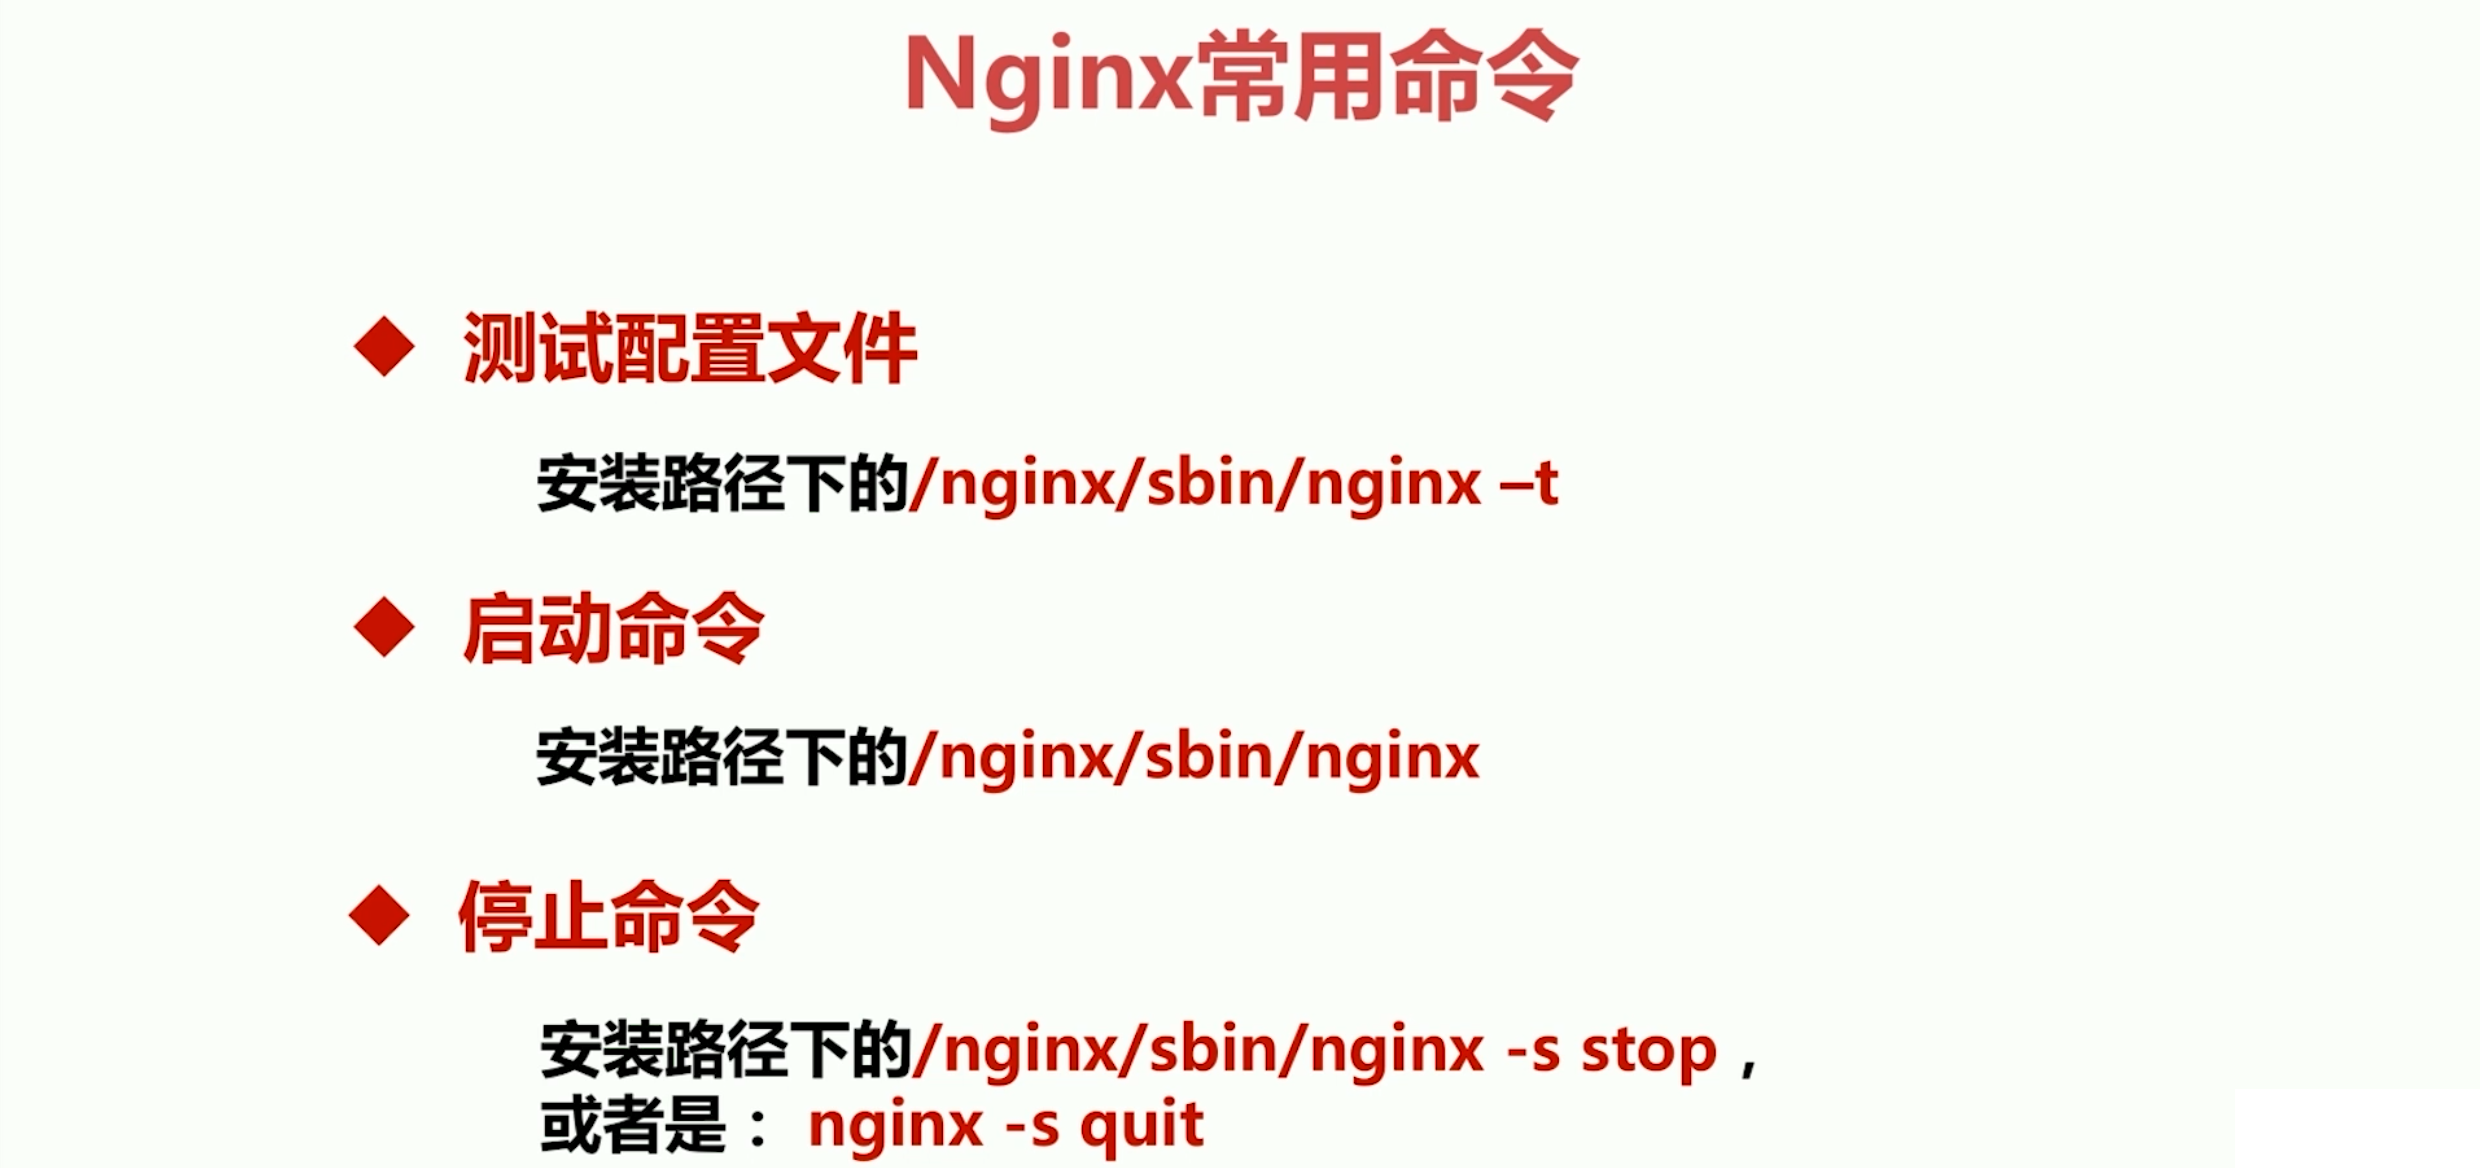 Nginx常用命令
◆ 测试配置文件
安装路径下的/nginx/sbin/nginx –t
◆ 启动命令
安装路径下的/nginx/sbin/nginx
◆ 停止命令
安装路径下的/nginx/sbin/nginx -s stop，
或者是： nginx -s quit